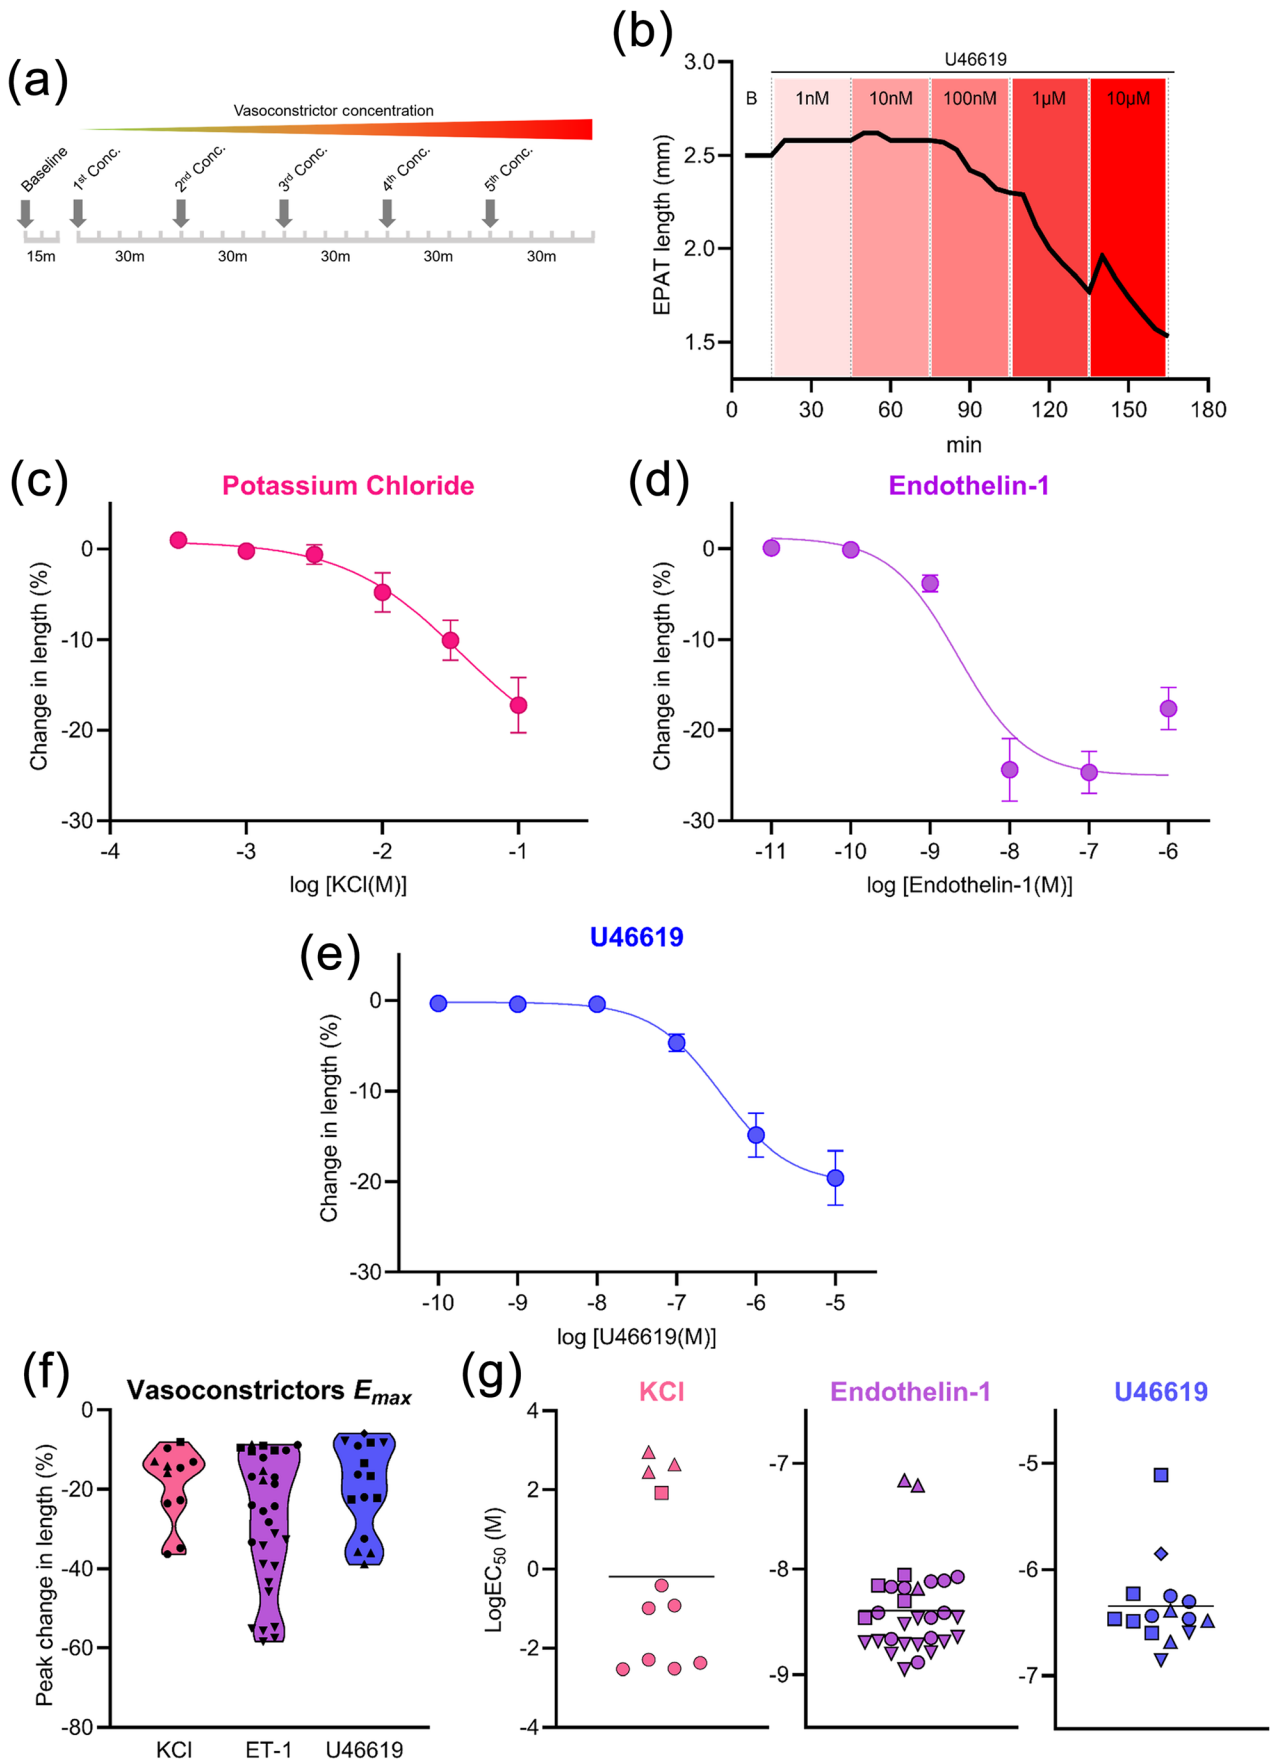 (a)
Vasoconstrictor concentration
Baseline
1st Conc.
2nd Conc.
3rd Conc.
4th Conc.
5th Conc.
15m
30m
30m
30m
30m
30m
(b)
U46619
B
1nM
10nM
100nM
1µM
10µM
EPAT length (mm)
3.0
2.5
2.0
1.5
0
30
60
90
120
150
180
min
(c)
Potassium Chloride
Change in length (%)
0
-10
-20
-30
-4
-3
-2
-1
log [KCl(M)]
(d)
Endothelin-1
Change in length (%)
0
-10
-20
-30
-11
-10
-9
-8
-7
-6
log [Endothelin-1(M)]
(e)
U46619
Change in length (%)
0
-10
-20
-30
-10
-9
-8
-7
-6
-5
log [U46619(M)]
(f)
Vasoconstrictors Emax
Peak change in length (%)
0
-20
-40
-60
-80
KCl
ET-1
U46619
(g)
KCl
LogEC50 (M)
4
2
0
-2
-4
Endothelin-1
-7
-8
-9
U46619
-5
-6
-7